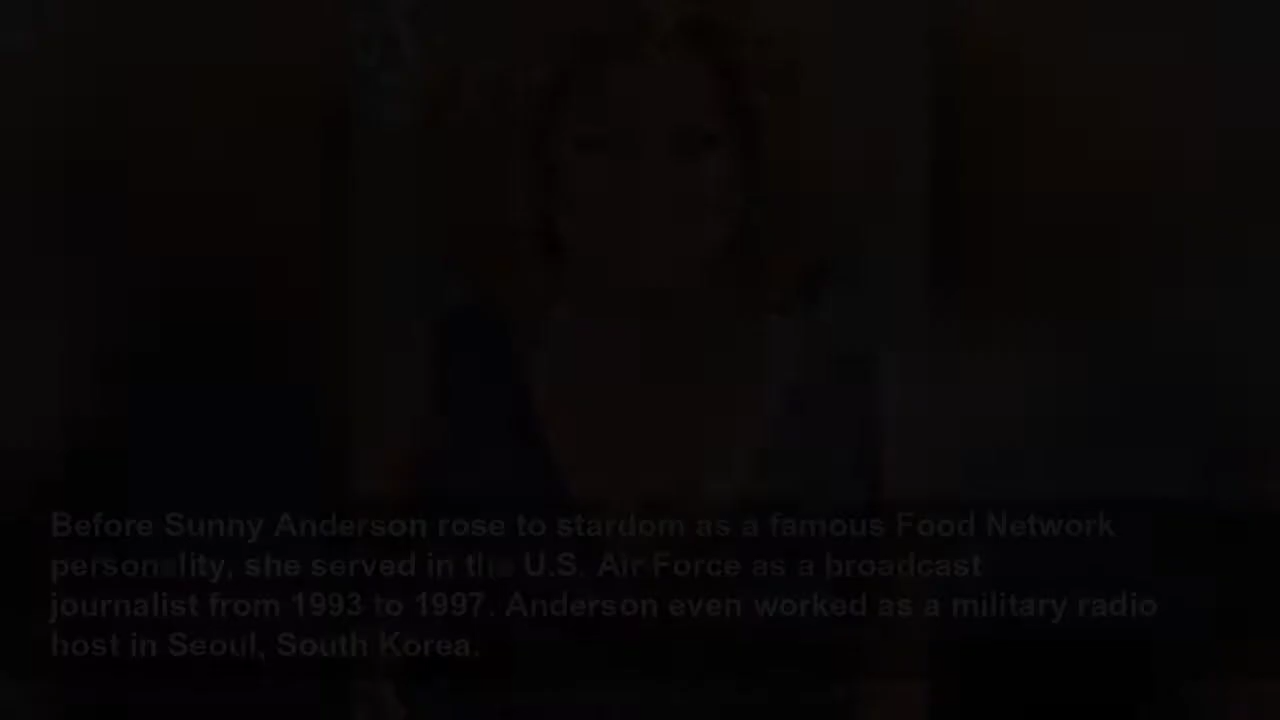 Before Sunny Anderson rose to stardom as a famous Food Network
personality, she served in the U.S. Air Force as a broadcast
journalist from 1993 to 1997. Anderson even worked as a military radio
host in Seoul, South Korea.